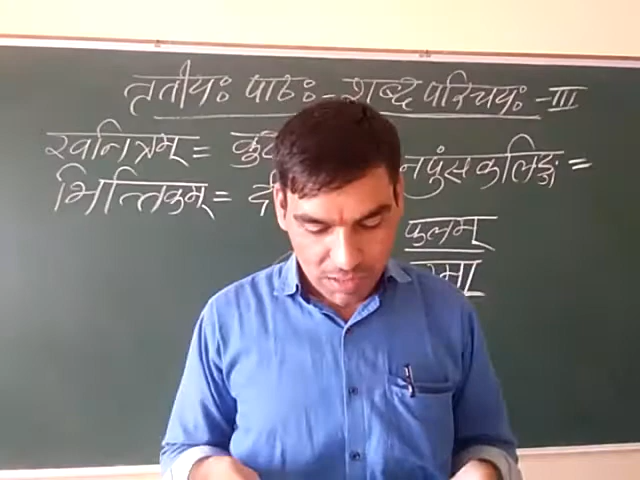 तृतीयः पाठः - शब्द परिचयः - III
खनित्रम् =
नपुंसकलिङ्ग =
भित्तिकम् =
फलम्